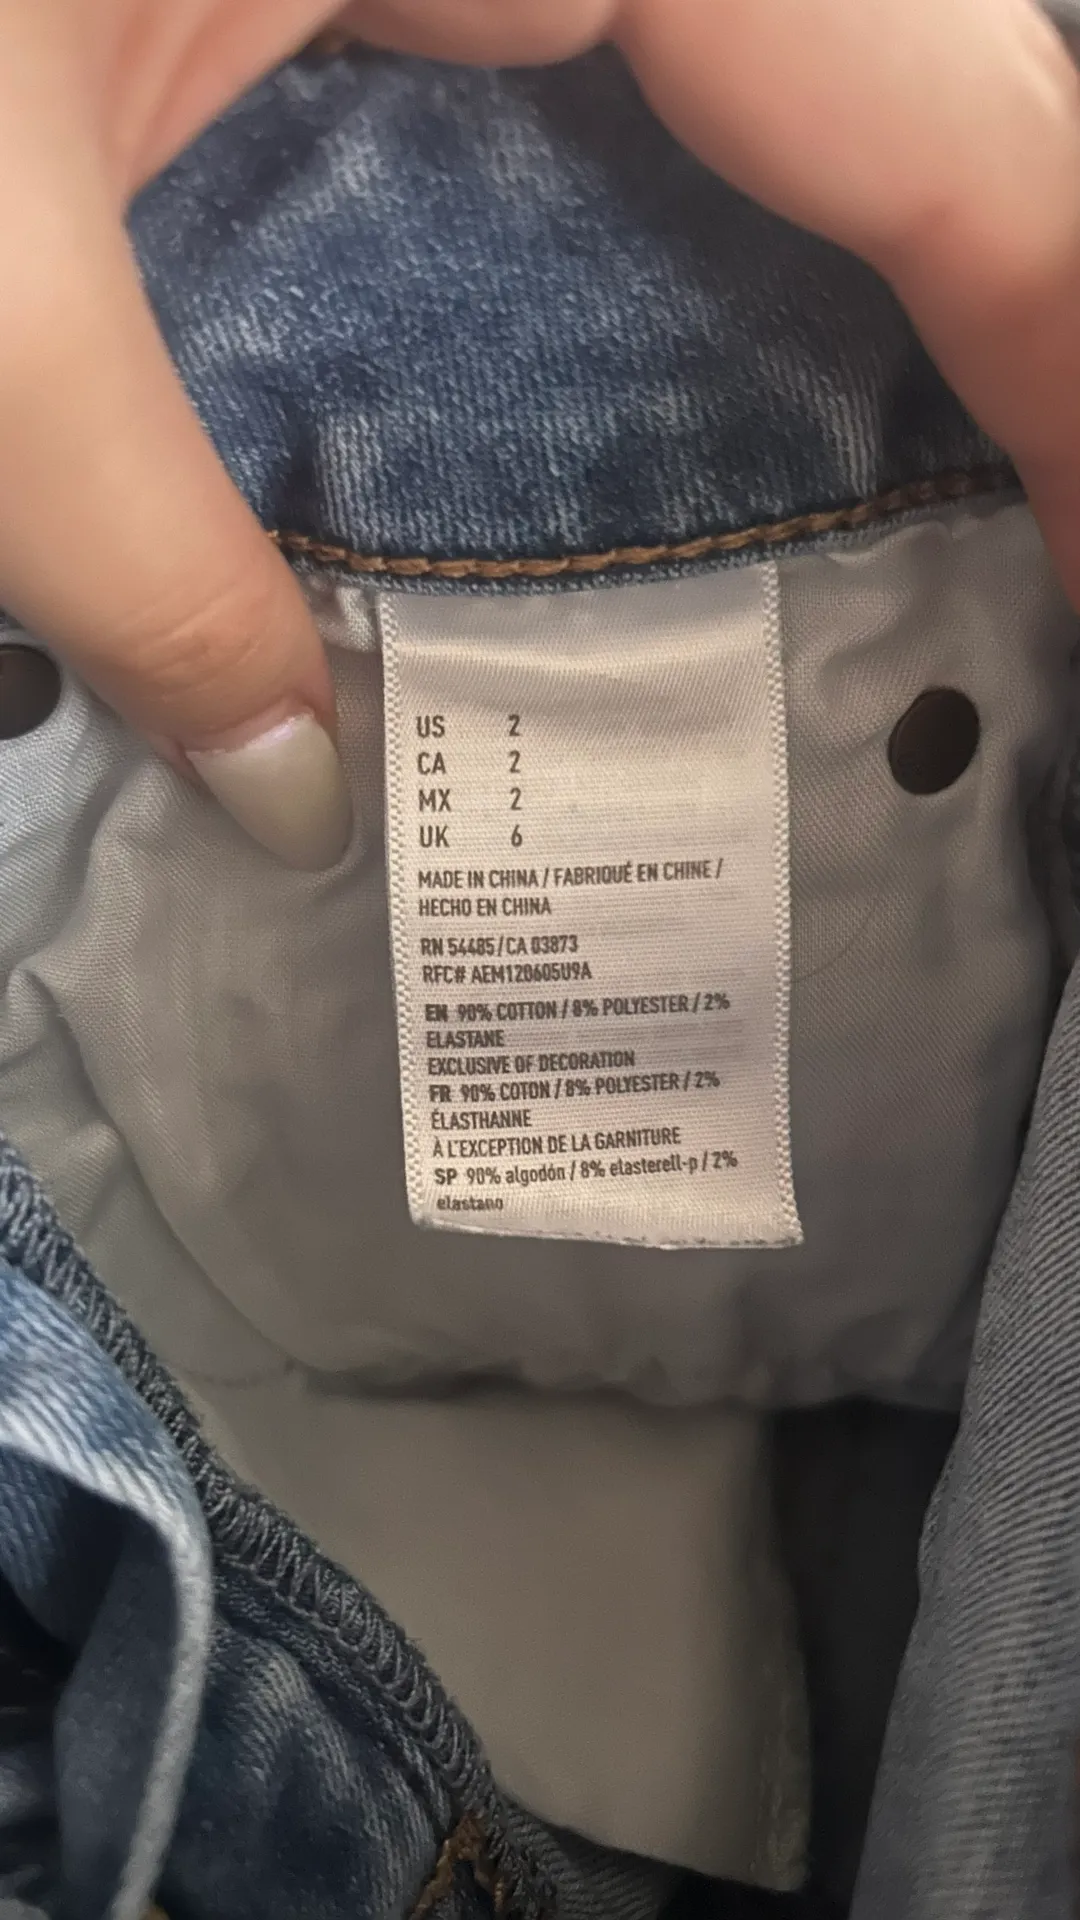 US 2
CA 2
MX 2
UK 6
MADE IN CHINA / FABRIQUÉ EN CHINE /
HECHO EN CHINA
RN 54485/CA 03873
RFC# AEM120605U9A
EN 90% COTTON / 8% POLYESTER / 2%
ELASTANE
EXCLUSIVE OF DECORATION
FR 90% COTON / 8% POLYESTER / 2%
ÉLASTHANNE
À L'EXCEPTION DE LA GARNITURE
SP 90% algodón / 8% elasterell-p / 2%
elastano